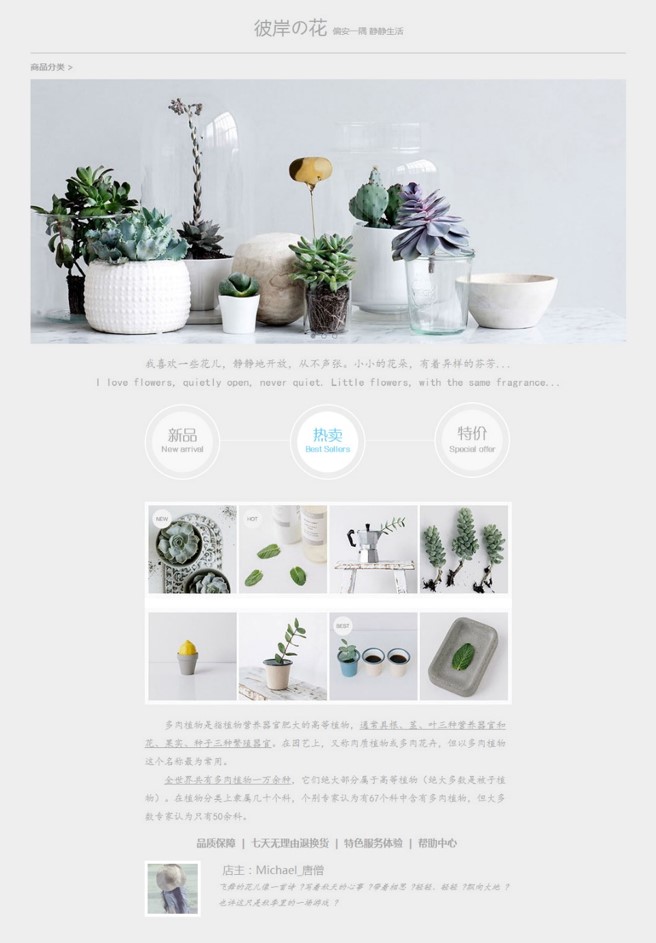 彼岸の花 偏安一隅 静静生活
商品分类 >
我喜欢一些花儿，静静地开放，从不声张。小小的花朵，有着异样的芬芳...
I love flowers, quietly open, never quiet. Little flowers, with the same fragrance...
新品
New arrival
热卖
Best Sellers
特价
Special offer
NEW
HOT
BEST
多肉植物是指植物营养器官肥大的高等植物，通常具根、茎、叶三种营养器官和
花、果实、种子三种繁殖器官。在园艺上，又称肉质植物或多肉花卉，但以多肉植物
这个名称最为常用。
全世界共有多肉植物一万余种，它们绝大部分属于高等植物（绝大多数是被子植
物）。在植物分类上隶属几十个科，个别专家认为有67个科中含有多肉植物，但大多
数专家认为只有50余科。
品质保障 | 七天无理由退换货 | 特色服务体验 | 帮助中心
店主：Michael_唐僧
飞舞的花儿像一首诗 ?写着秋天的心事 ?带着相思 ?轻轻、轻轻 ?飘向大地 ?
也许这只是秋季里的一场游戏 ?